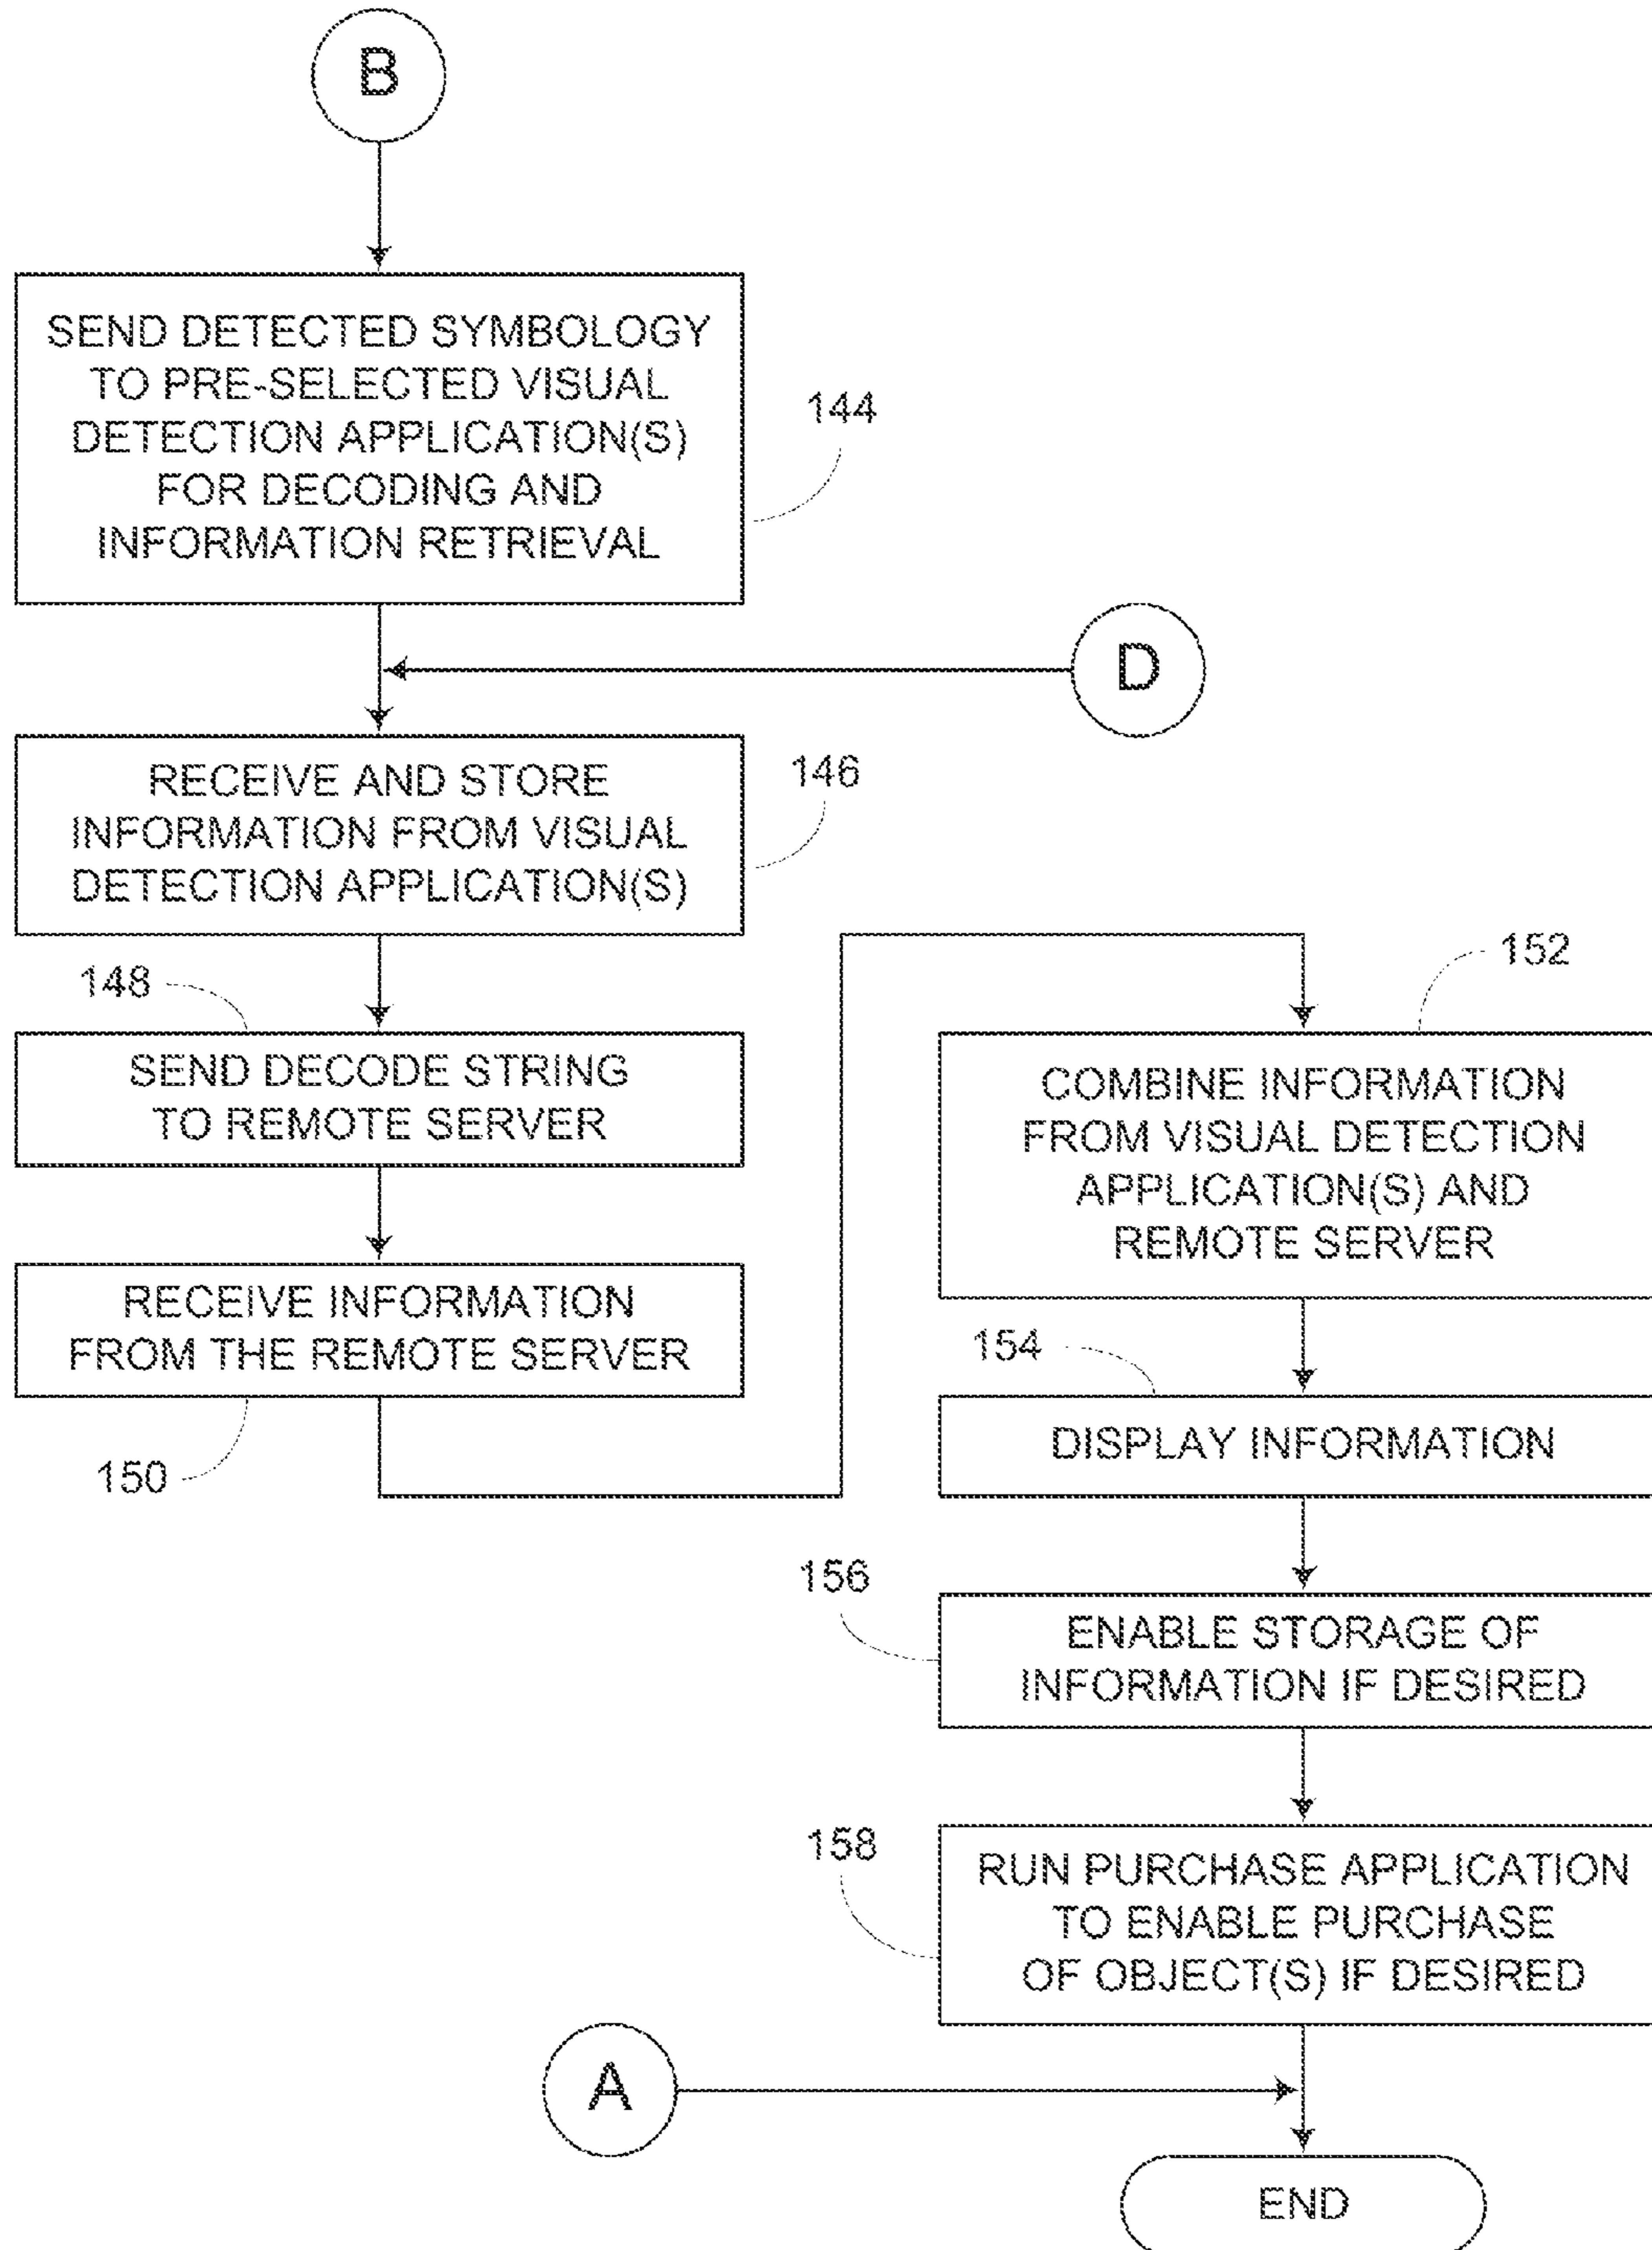 B
SEND DETECTED SYMBOLOGY
TO PRE-SELECTED VISUAL
DETECTION APPLICATION(S)
FOR DECODING AND
INFORMATION RETRIEVAL
144
D
RECEIVE AND STORE
INFORMATION FROM VISUAL
DETECTION APPLICATION(S)
146
148
SEND DECODE STRING
TO REMOTE SERVER
RECEIVE INFORMATION
FROM THE REMOTE SERVER
150
152
COMBINE INFORMATION
FROM VISUAL DETECTION
APPLICATION(S) AND
REMOTE SERVER
154
DISPLAY INFORMATION
156
ENABLE STORAGE OF
INFORMATION IF DESIRED
158
RUN PURCHASE APPLICATION
TO ENABLE PURCHASE
OF OBJECT(S) IF DESIRED
A
END